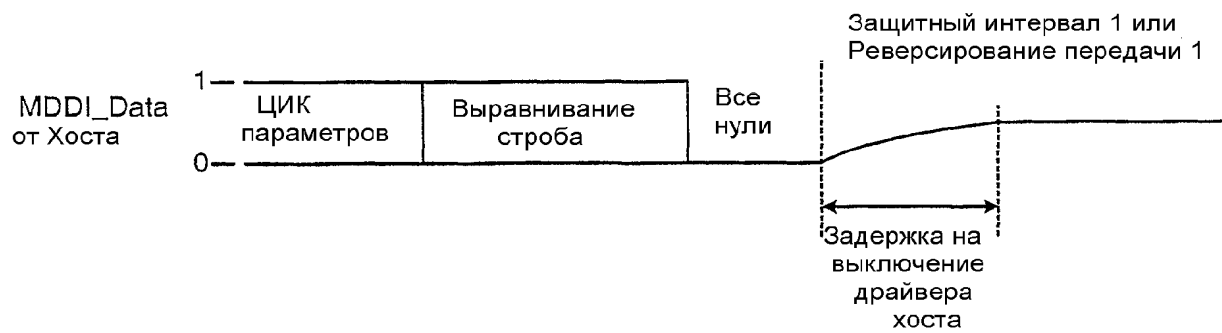 Защитный интервал 1 или
Реверсирование передачи 1
MDDI_Data
от Хоста
1
0
ЦИК
параметров
Выравнивание
строба
Все
нули
Задержка на
выключение
драйвера
хоста